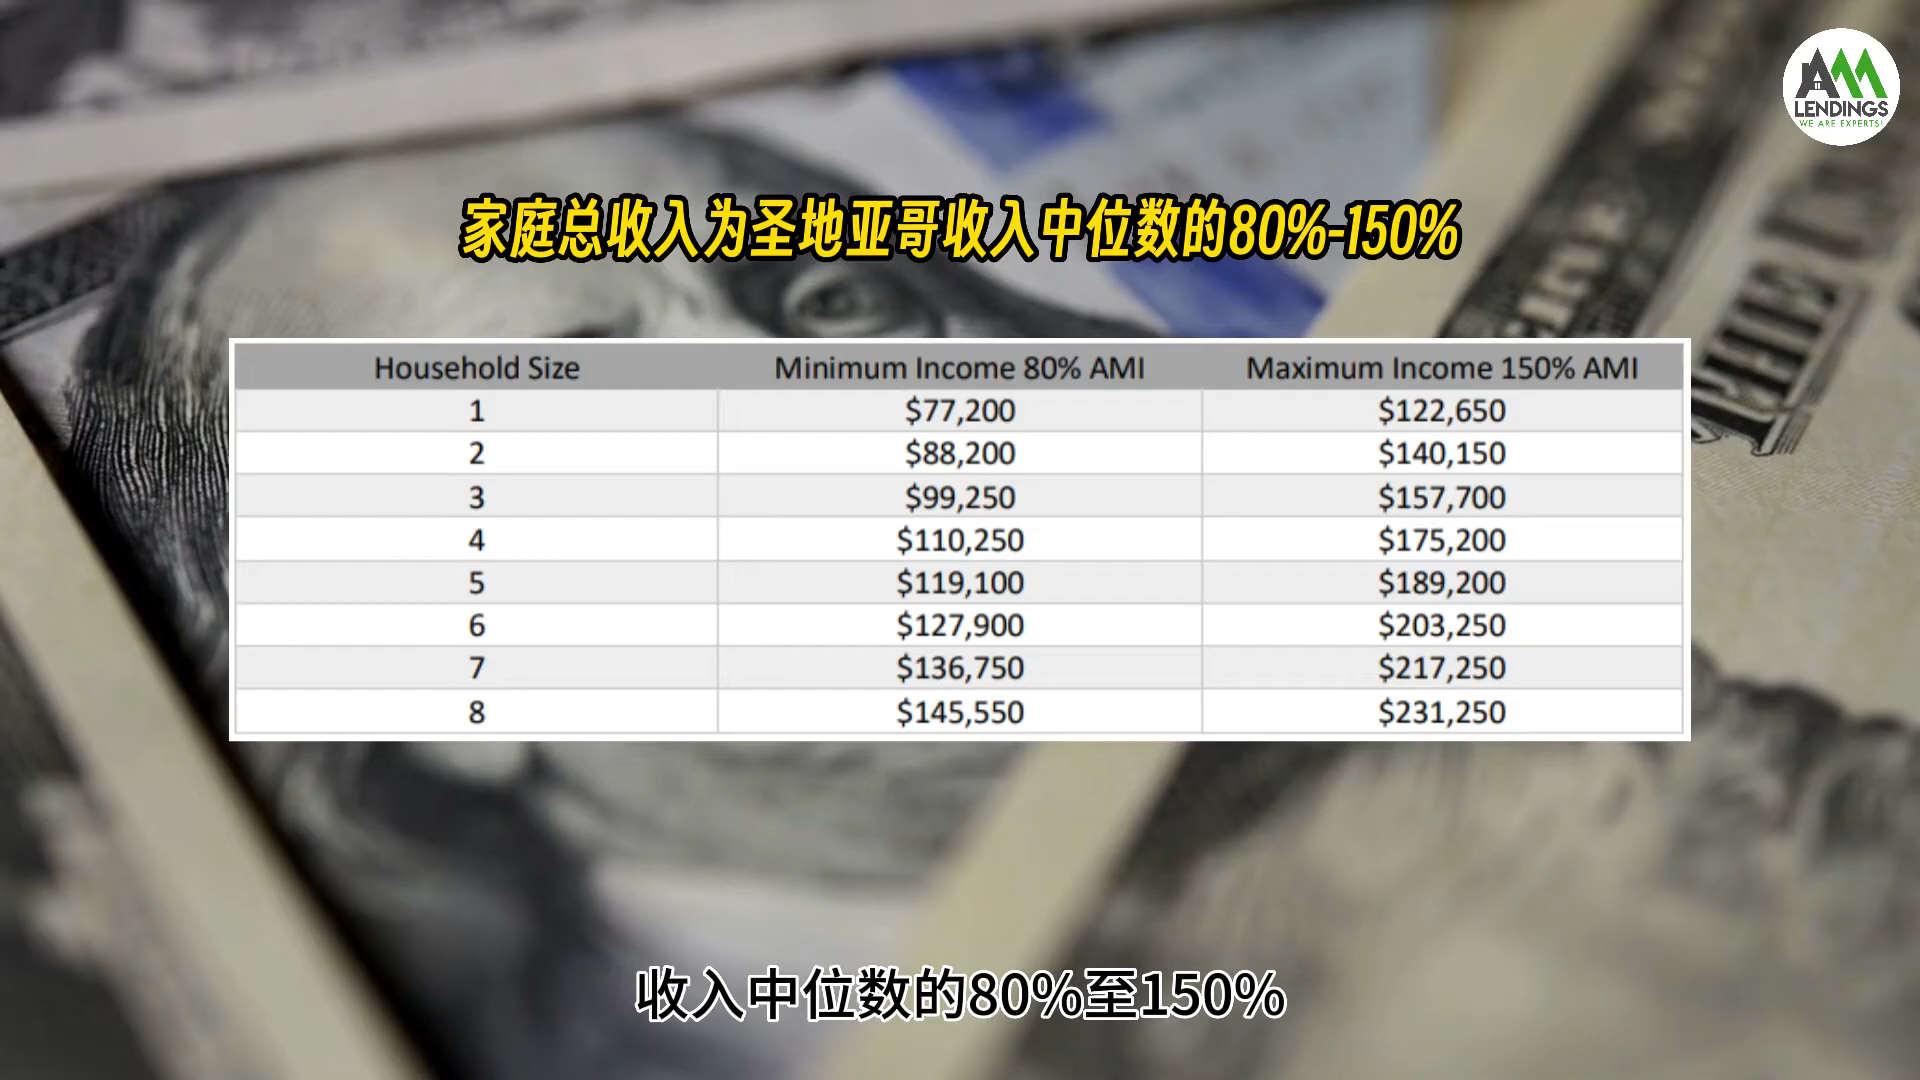 AAA
LENDINGS
WE ARE EXPERTS!
家庭总收入为圣地亚哥收入中位数的80%-150%
Household Size Minimum Income 80% AMI Maximum Income 150% AMI
1 $77,200 $122,650
2 $88,200 $140,150
3 $99,250 $157,700
4 $110,250 $175,200
5 $119,100 $189,200
6 $127,900 $203,250
7 $136,750 $217,250
8 $145,550 $231,250
收入中位数的80%至150%